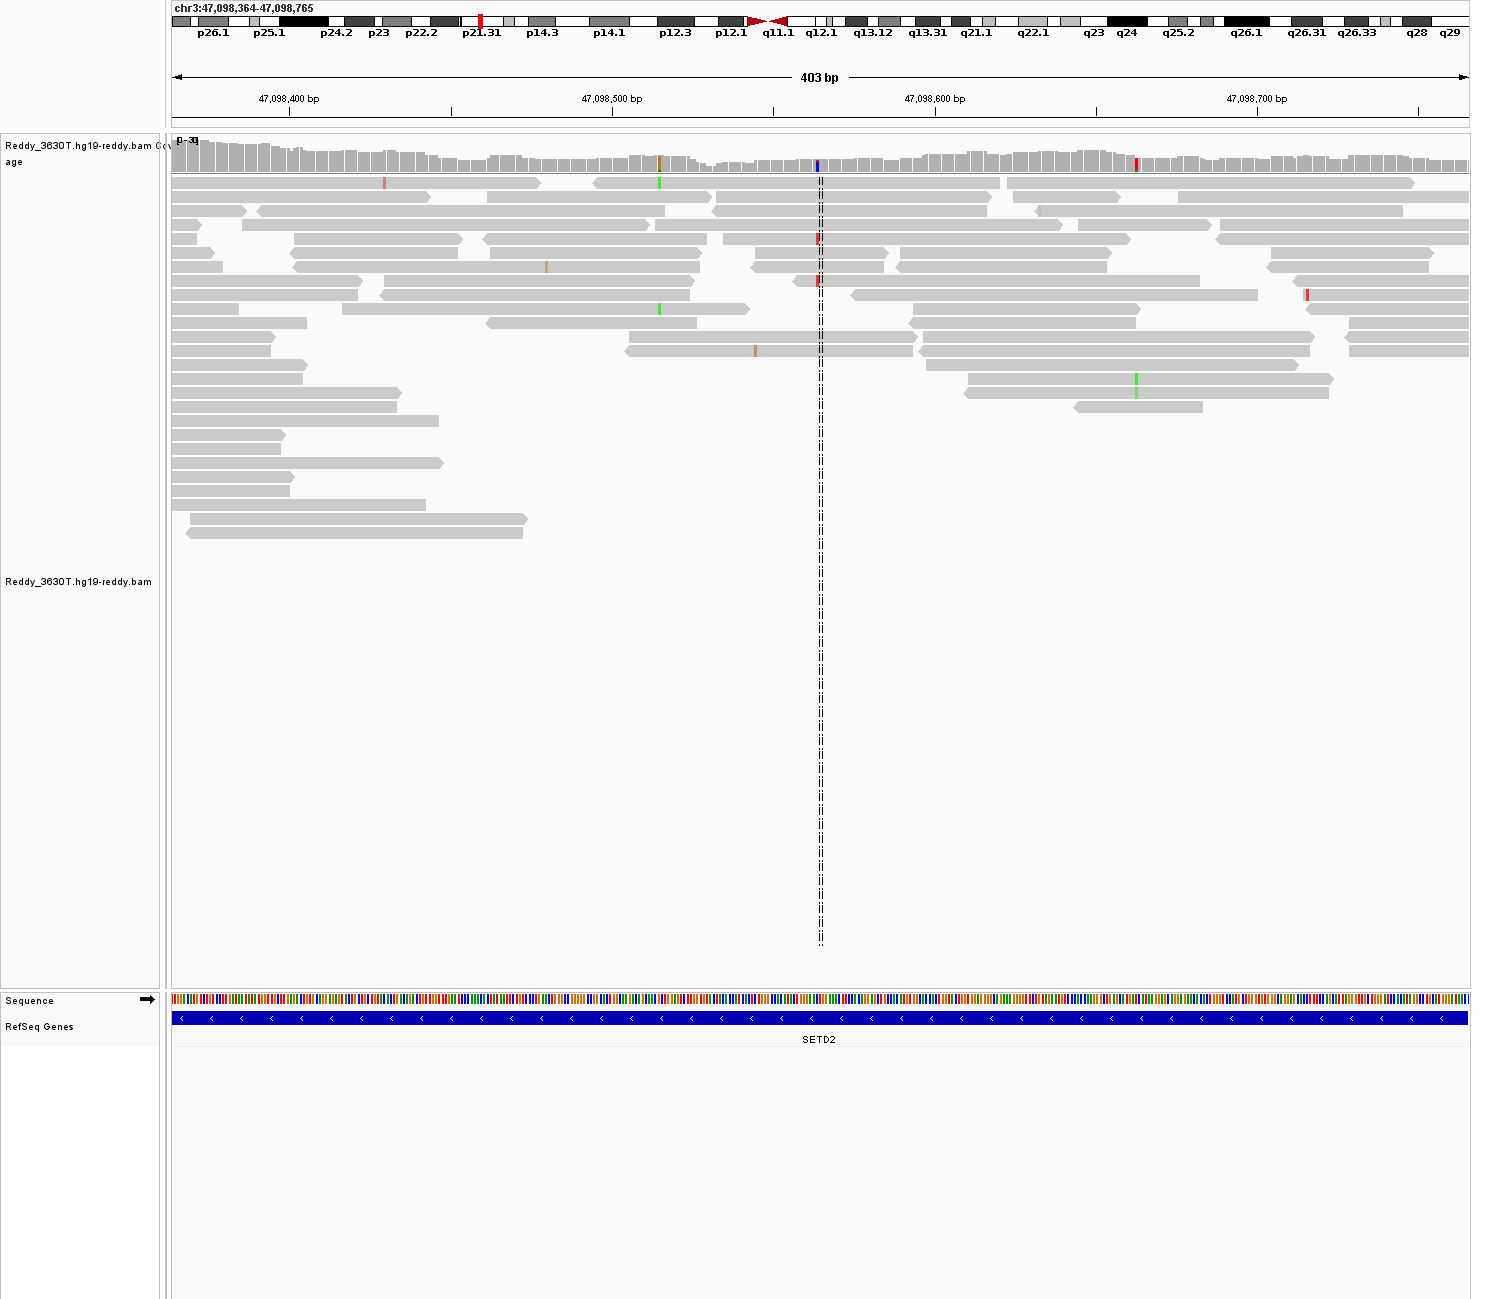 chr3:47,098,364-47,098,765
p26.1 p25.1 p24.2 p23 p22.2 p21.31 p14.3 p14.1 p12.3 p12.1 q11.1 q12.1 q13.12 q13.31 q21.1 q22.1 q23 q24 q25.2 q26.1 q26.31 q26.33 q28 q29
403 bp
47,098,400 bp 47,098,500 bp 47,098,600 bp 47,098,700 bp
Reddy_3630T.hg19-reddy.bam Cov
age
Reddy_3630T.hg19-reddy.bam
Sequence
RefSeq Genes
SETD2